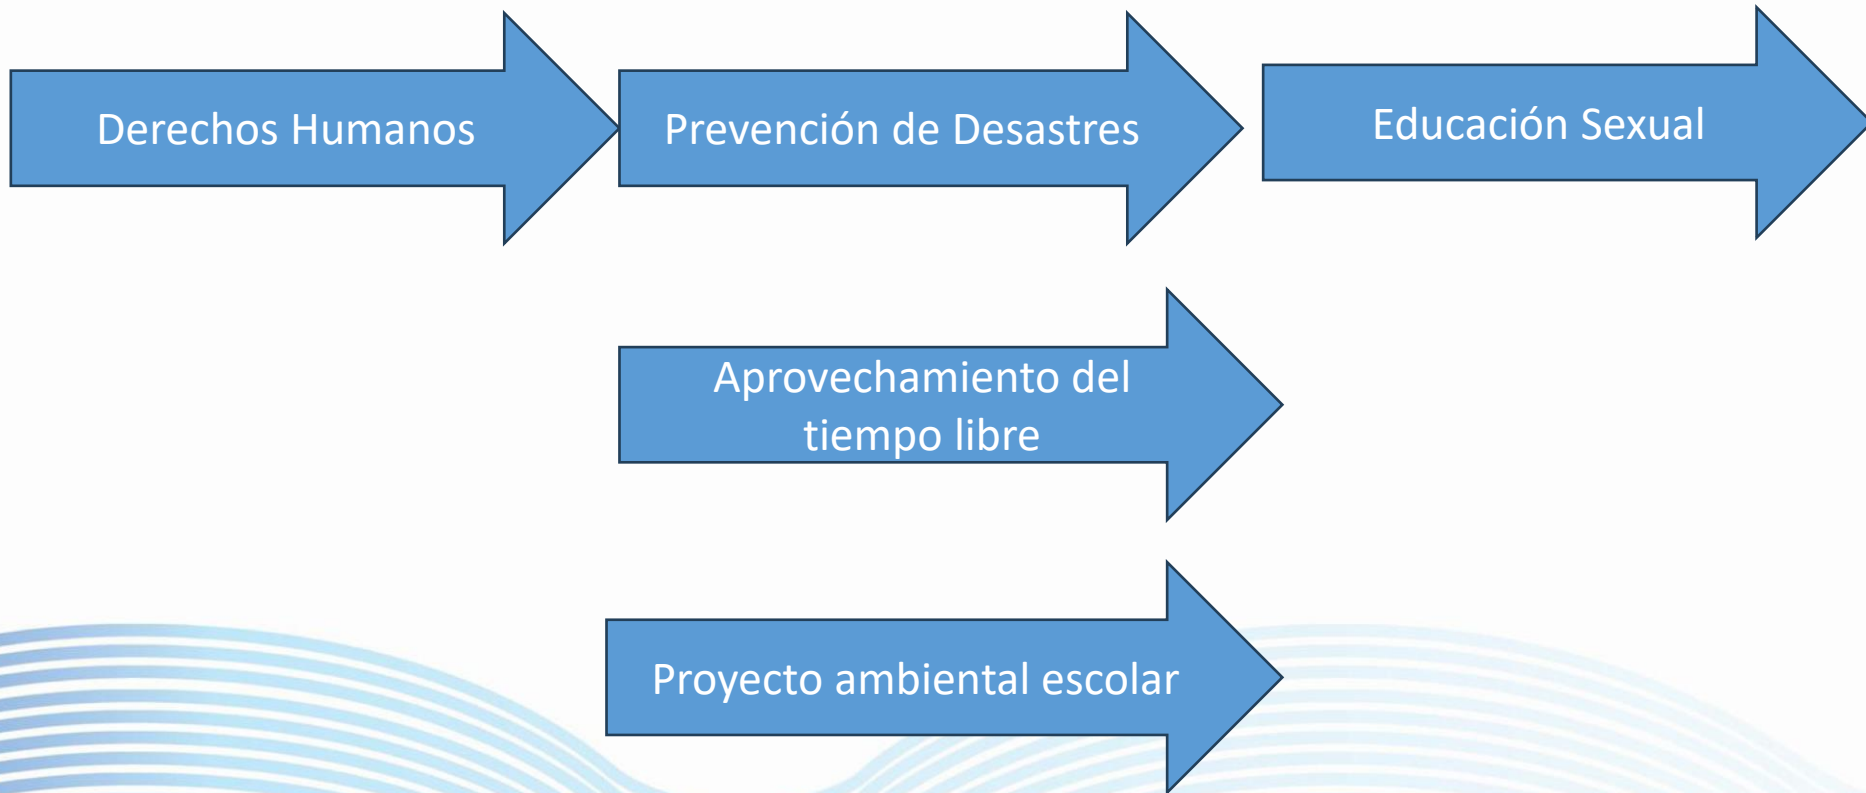 Derechos Humanos
Prevención de Desastres
Educación Sexual
Aprovechamiento del
tiempo libre
Proyecto ambiental escolar